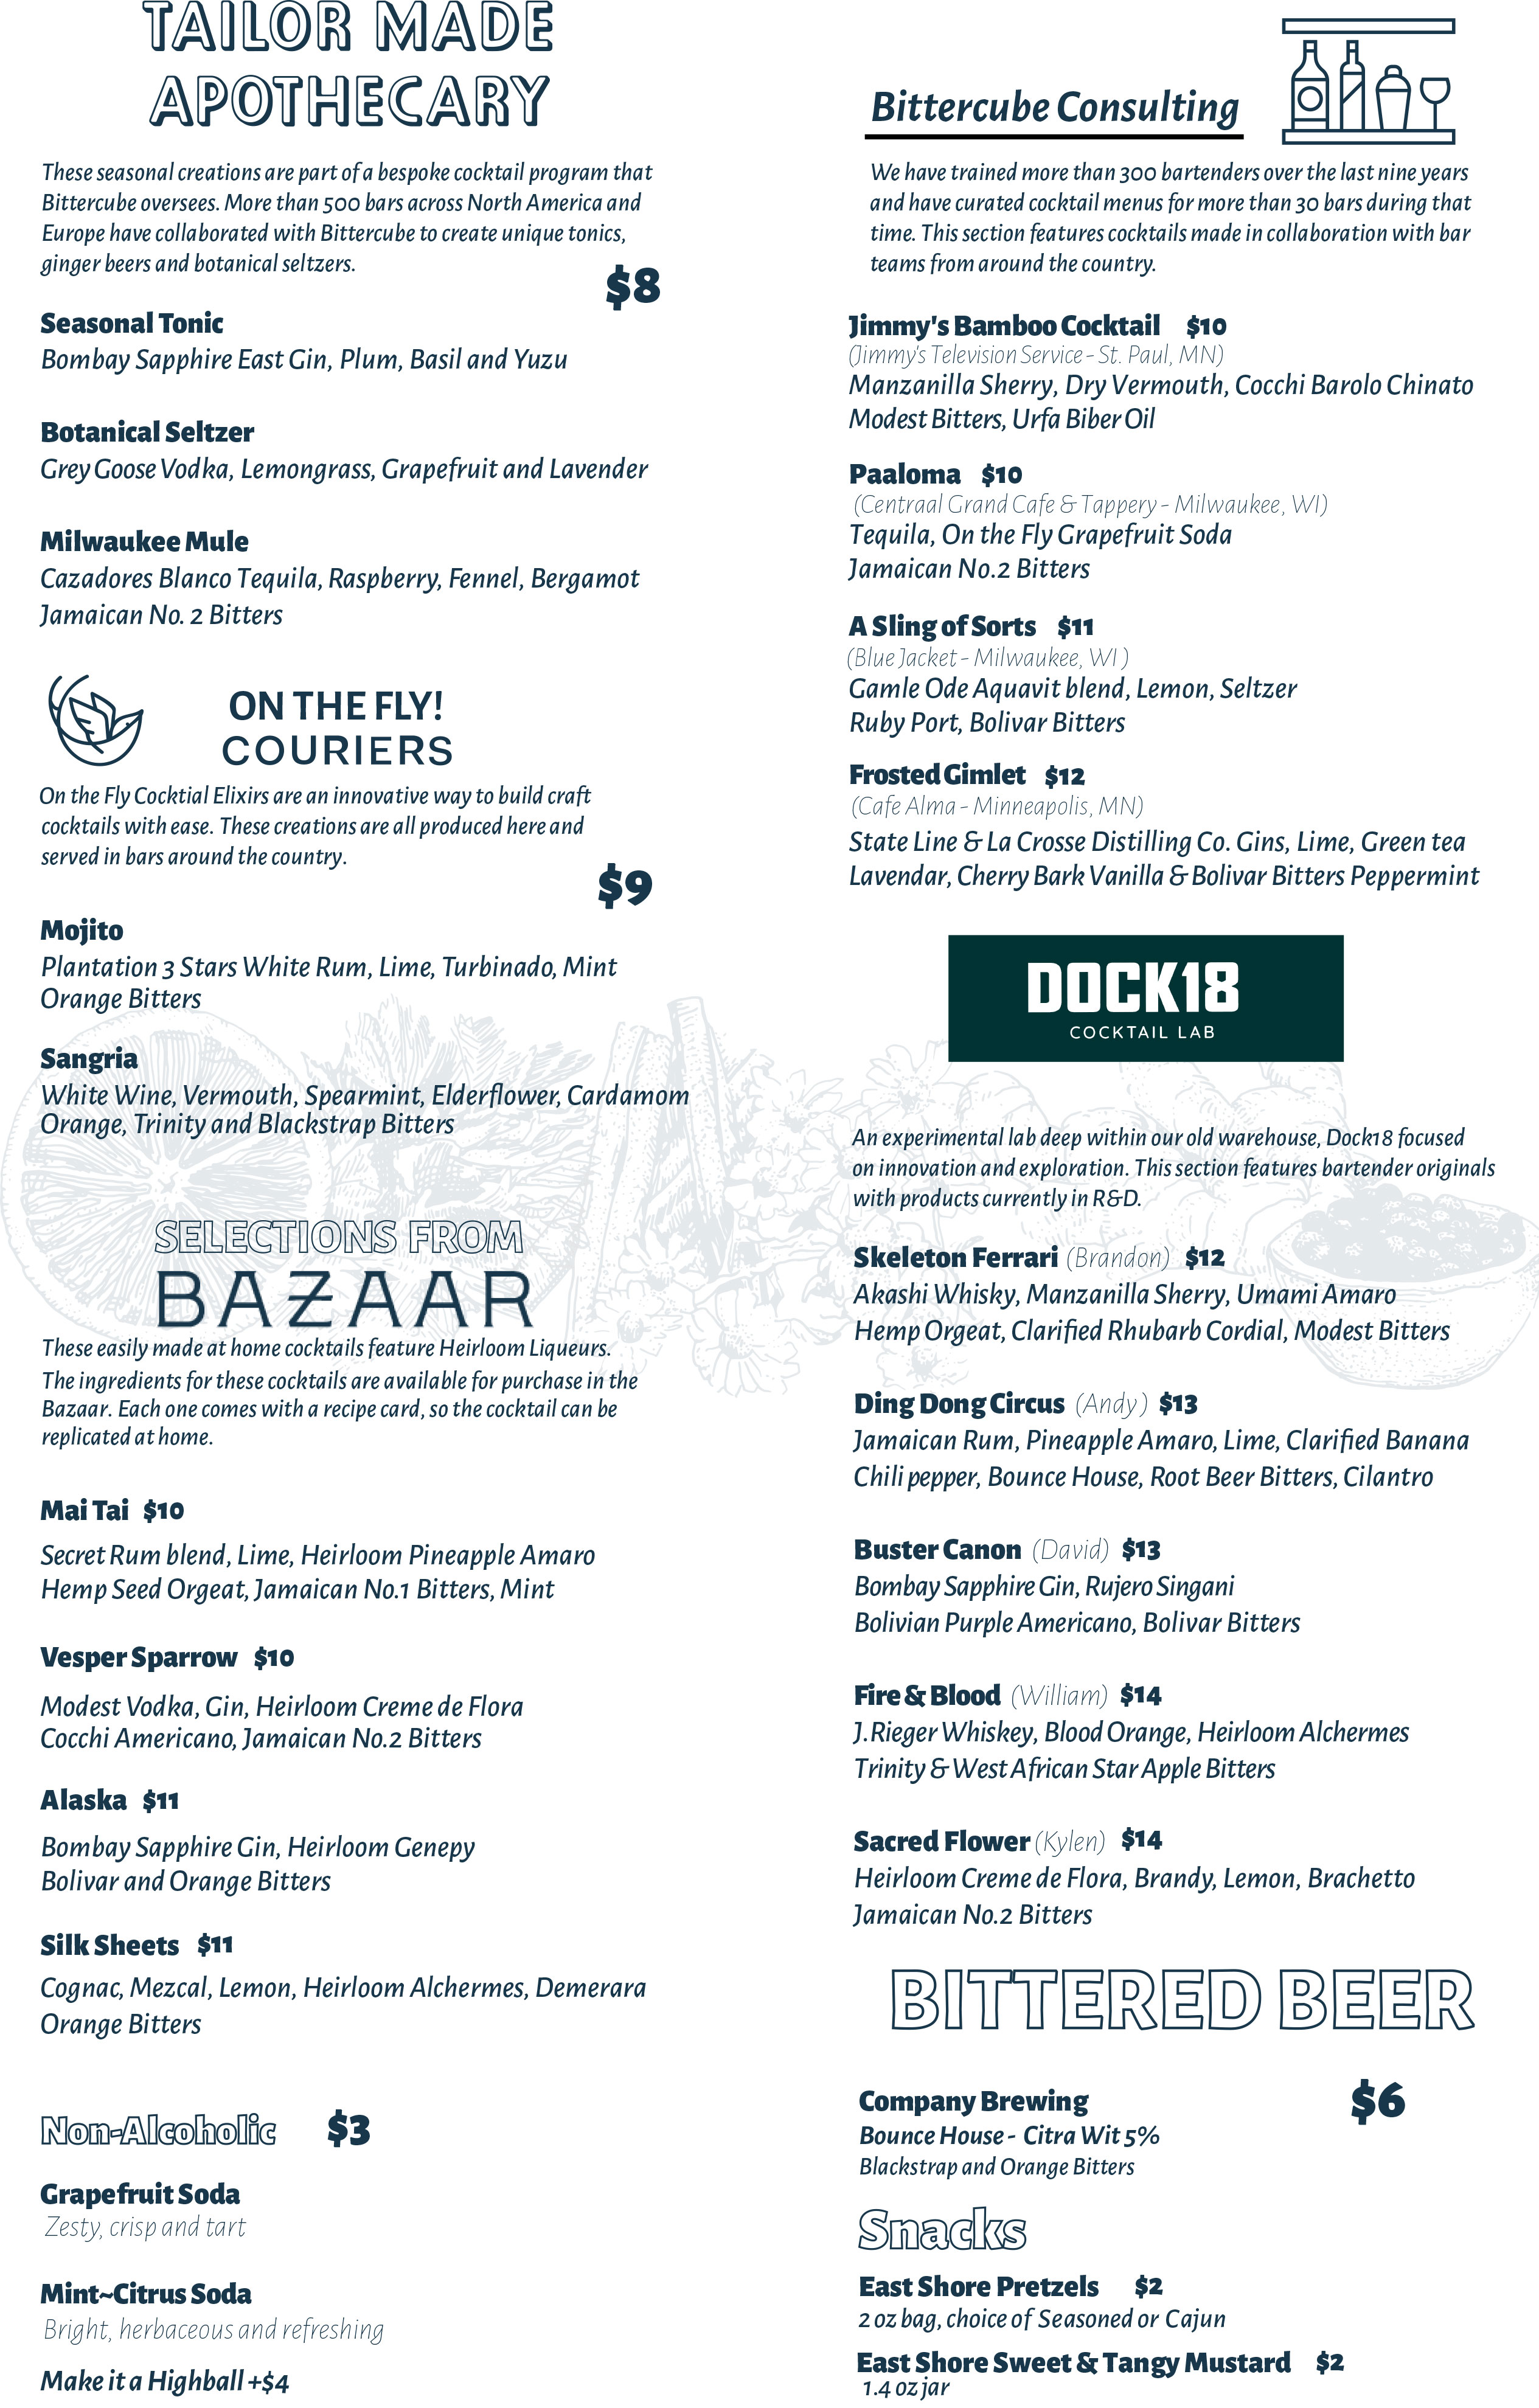 TAILOR MADE
APOTHECARY
These seasonal creations are part of a bespoke cocktail program that
Bittercube oversees. More than 500 bars across North America and
Europe have collaborated with Bittercube to create unique tonics,
ginger beers and botanical seltzers.
$8
Seasonal Tonic
Bombay Sapphire East Gin, Plum, Basil and Yuzu
Botanical Seltzer
Grey Goose Vodka, Lemongrass, Grapefruit and Lavender
Milwaukee Mule
Cazadores Blanco Tequila, Raspberry, Fennel, Bergamot
Jamaican No. 2 Bitters
ON THE FLY!
COURIERS
On the Fly Cocktial Elixirs are an innovative way to build craft
cocktails with ease. These creations are all produced here and
served in bars around the country.
$9
Mojito
Plantation 3 Stars White Rum, Lime, Turbinado, Mint
Orange Bitters
Sangria
White Wine, Vermouth, Spearmint, Elderflower, Cardamom
Orange, Trinity and Blackstrap Bitters
SELECTIONS FROM
BAZAAR
These easily made at home cocktails feature Heirloom Liqueurs.
The ingredients for these cocktails are available for purchase in the
Bazaar. Each one comes with a recipe card, so the cocktail can be
replicated at home.
Mai Tai $10
Secret Rum blend, Lime, Heirloom Pineapple Amaro
Hemp Seed Orgeat, Jamaican No.1 Bitters, Mint
Vesper Sparrow $10
Modest Vodka, Gin, Heirloom Creme de Flora
Cocchi Americano, Jamaican No.2 Bitters
Alaska $11
Bombay Sapphire Gin, Heirloom Genepy
Bolivar and Orange Bitters
Silk Sheets $11
Cognac, Mezcal, Lemon, Heirloom Alchermes, Demerara
Orange Bitters
Non-Alcoholic $3
Grapefruit Soda
Zesty, crisp and tart
Mint~Citrus Soda
Bright, herbaceous and refreshing
Make it a Highball +$4
Bittercube Consulting
We have trained more than 300 bartenders over the last nine years
and have curated cocktail menus for more than 30 bars during that
time. This section features cocktails made in collaboration with bar
teams from around the country.
Jimmy's Bamboo Cocktail $10
(Jimmy's Television Service - St. Paul, MN)
Manzanilla Sherry, Dry Vermouth, Cocchi Barolo Chinato
Modest Bitters, Urfa Biber Oil
Paaloma $10
(Centraal Grand Cafe & Tappery - Milwaukee, WI)
Tequila, On the Fly Grapefruit Soda
Jamaican No.2 Bitters
A Sling of Sorts $11
(Blue Jacket - Milwaukee, WI )
Gamle Ode Aquavit blend, Lemon, Seltzer
Ruby Port, Bolivar Bitters
Frosted Gimlet $12
(Cafe Alma - Minneapolis, MN)
State Line & La Crosse Distilling Co. Gins, Lime, Green tea
Lavendar, Cherry Bark Vanilla & Bolivar Bitters Peppermint
DOCK18
COCKTAIL LAB
An experimental lab deep within our old warehouse, Dock18 focused
on innovation and exploration. This section features bartender originals
with products currently in R&D.
Skeleton Ferrari (Brandon) $12
Akashi Whisky, Manzanilla Sherry, Umami Amaro
Hemp Orgeat, Clarified Rhubarb Cordial, Modest Bitters
Ding Dong Circus (Andy) $13
Jamaican Rum, Pineapple Amaro, Lime, Clarified Banana
Chili pepper, Bounce House, Root Beer Bitters, Cilantro
Buster Canon (David) $13
Bombay Sapphire Gin, Rujero Singani
Bolivian Purple Americano, Bolivar Bitters
Fire & Blood (William) $14
J.Rieger Whiskey, Blood Orange, Heirloom Alchermes
Trinity & West African Star Apple Bitters
Sacred Flower (Kylen) $14
Heirloom Creme de Flora, Brandy, Lemon, Brachetto
Jamaican No.2 Bitters
BITTERED BEER
Company Brewing $6
Bounce House - Citra Wit 5%
Blackstrap and Orange Bitters
Snacks
East Shore Pretzels $2
2 oz bag, choice of Seasoned or Cajun
East Shore Sweet & Tangy Mustard $2
1.4 oz jar